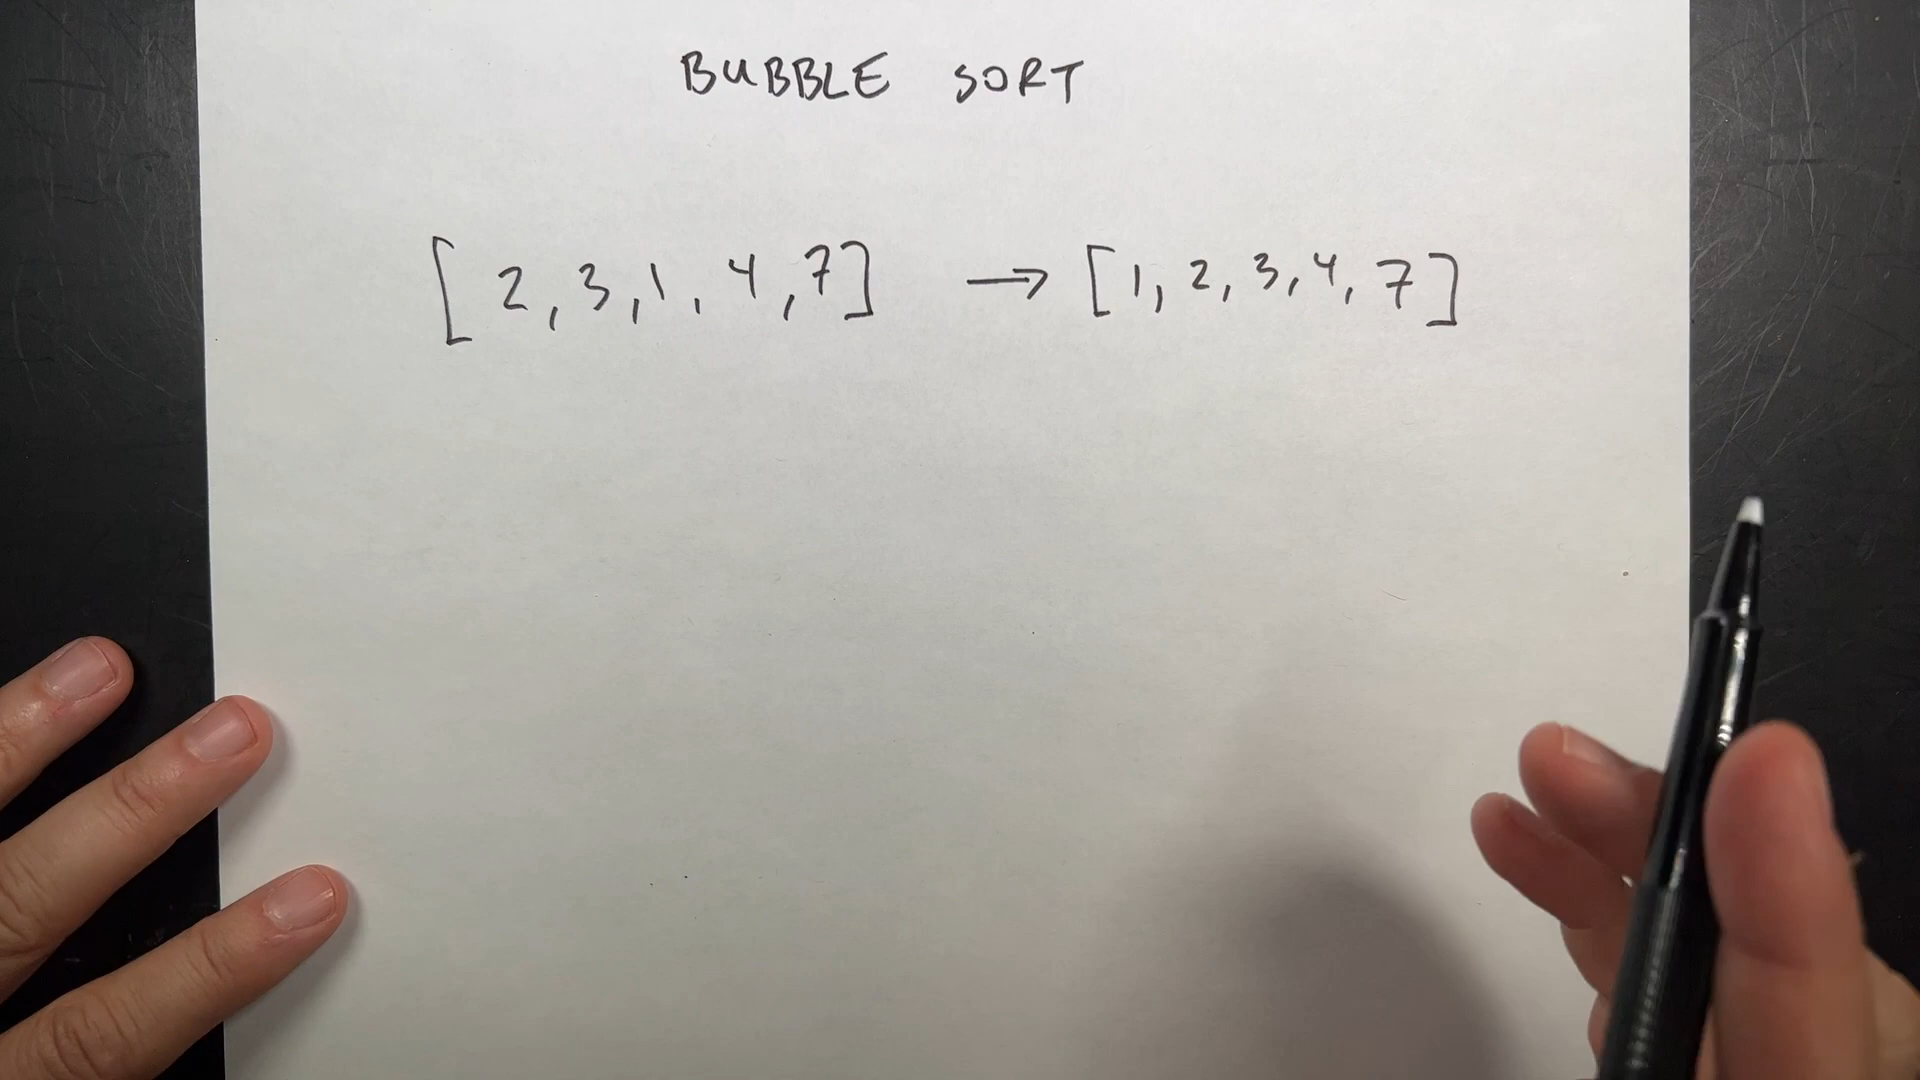 BUBBLE SORT
[2, 3, 1, 4, 7] → [1, 2, 3, 4, 7]